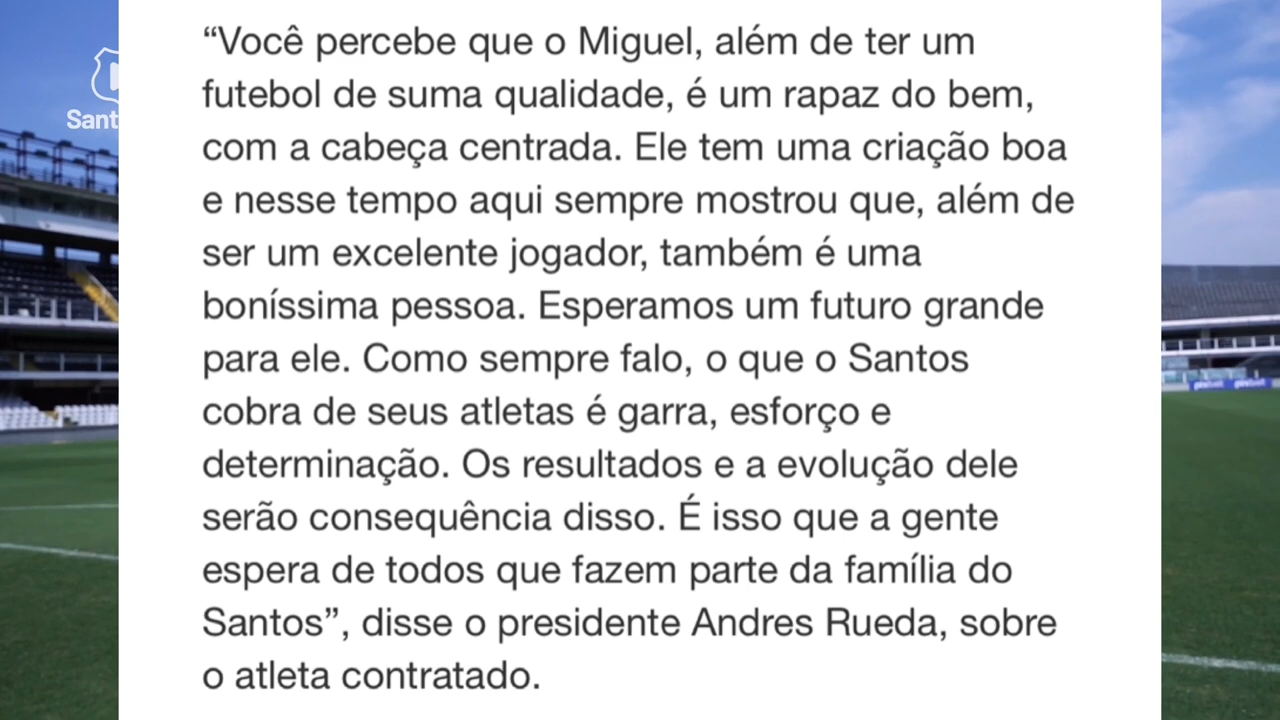 “Você percebe que o Miguel, além de ter um
futebol de suma qualidade, é um rapaz do bem,
com a cabeça centrada. Ele tem uma criação boa
e nesse tempo aqui sempre mostrou que, além de
ser um excelente jogador, também é uma
boníssima pessoa. Esperamos um futuro grande
para ele. Como sempre falo, o que o Santos
cobra de seus atletas é garra, esforço e
determinação. Os resultados e a evolução dele
serão consequência disso. É isso que a gente
espera de todos que fazem parte da família do
Santos”, disse o presidente Andres Rueda, sobre
o atleta contratado.
Sant